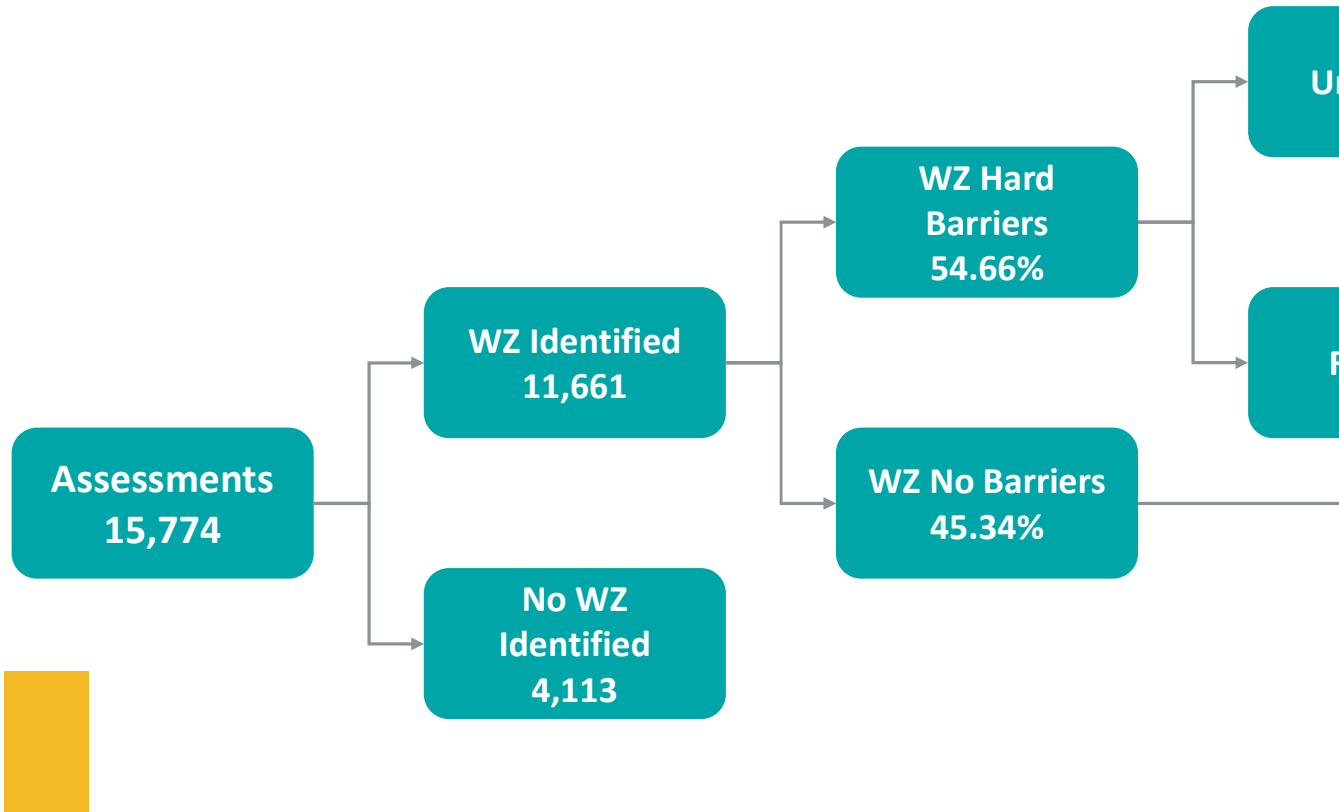 Assessments
15,774
WZ Identified
11,661
No WZ
Identified
4,113
WZ Hard
Barriers
54.66%
WZ No Barriers
45.34%